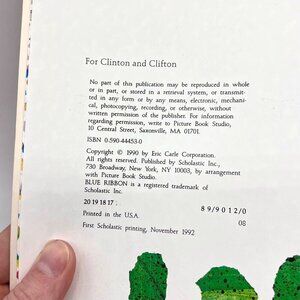 For Clinton and Clifton
No part of this publication may be reproduced in whole
or in part, or stored in a retrieval system, or transmit-
ted in any form or by any means, electronic, mechani-
cal, photocopying, recording, or otherwise, without
written permission of the publisher. For information
regarding permission, write to Picture Book Studio,
10 Central Street, Saxonville, MA 01701.
ISBN 0-590-44453-0
Copyright © 1990 by Eric Carle Corporation.
All rights reserved. Published by Scholastic Inc.,
730 Broadway, New York, NY 10003, by arrangement
with Picture Book Studio.
BLUE RIBBON is a registered trademark of
Scholastic Inc.
20 19 18 17
8 9/9 0 1 2/0
Printed in the U.S.A.
08
First Scholastic printing, November 1992